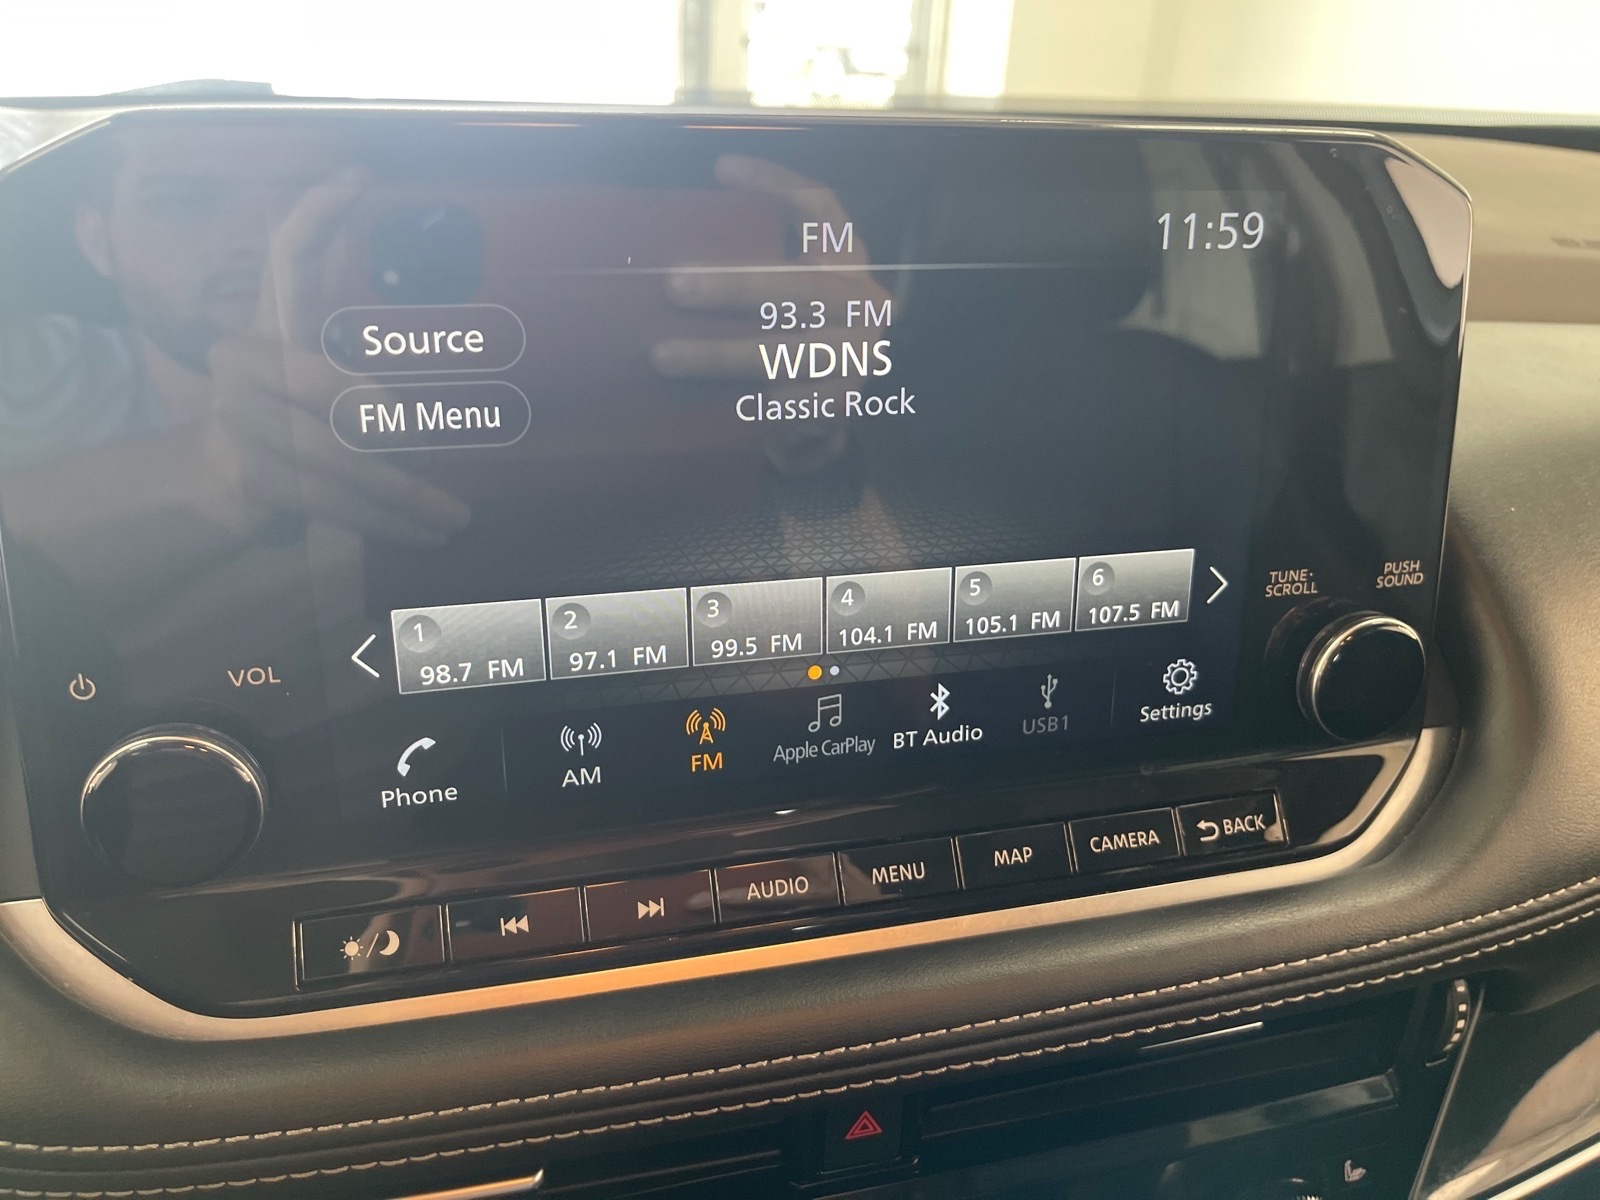 FM
11:59
Source
FM Menu
93.3 FM
WDNS
Classic Rock
1
98.7 FM
2
97.1 FM
3
99.5 FM
4
104.1 FM
5
105.1 FM
6
107.5 FM
TUNE·
SCROLL
PUSH
SOUND
VOL
Phone
AM
FM
Apple CarPlay
BT Audio
USB1
Settings
AUDIO
MENU
MAP
CAMERA
BACK